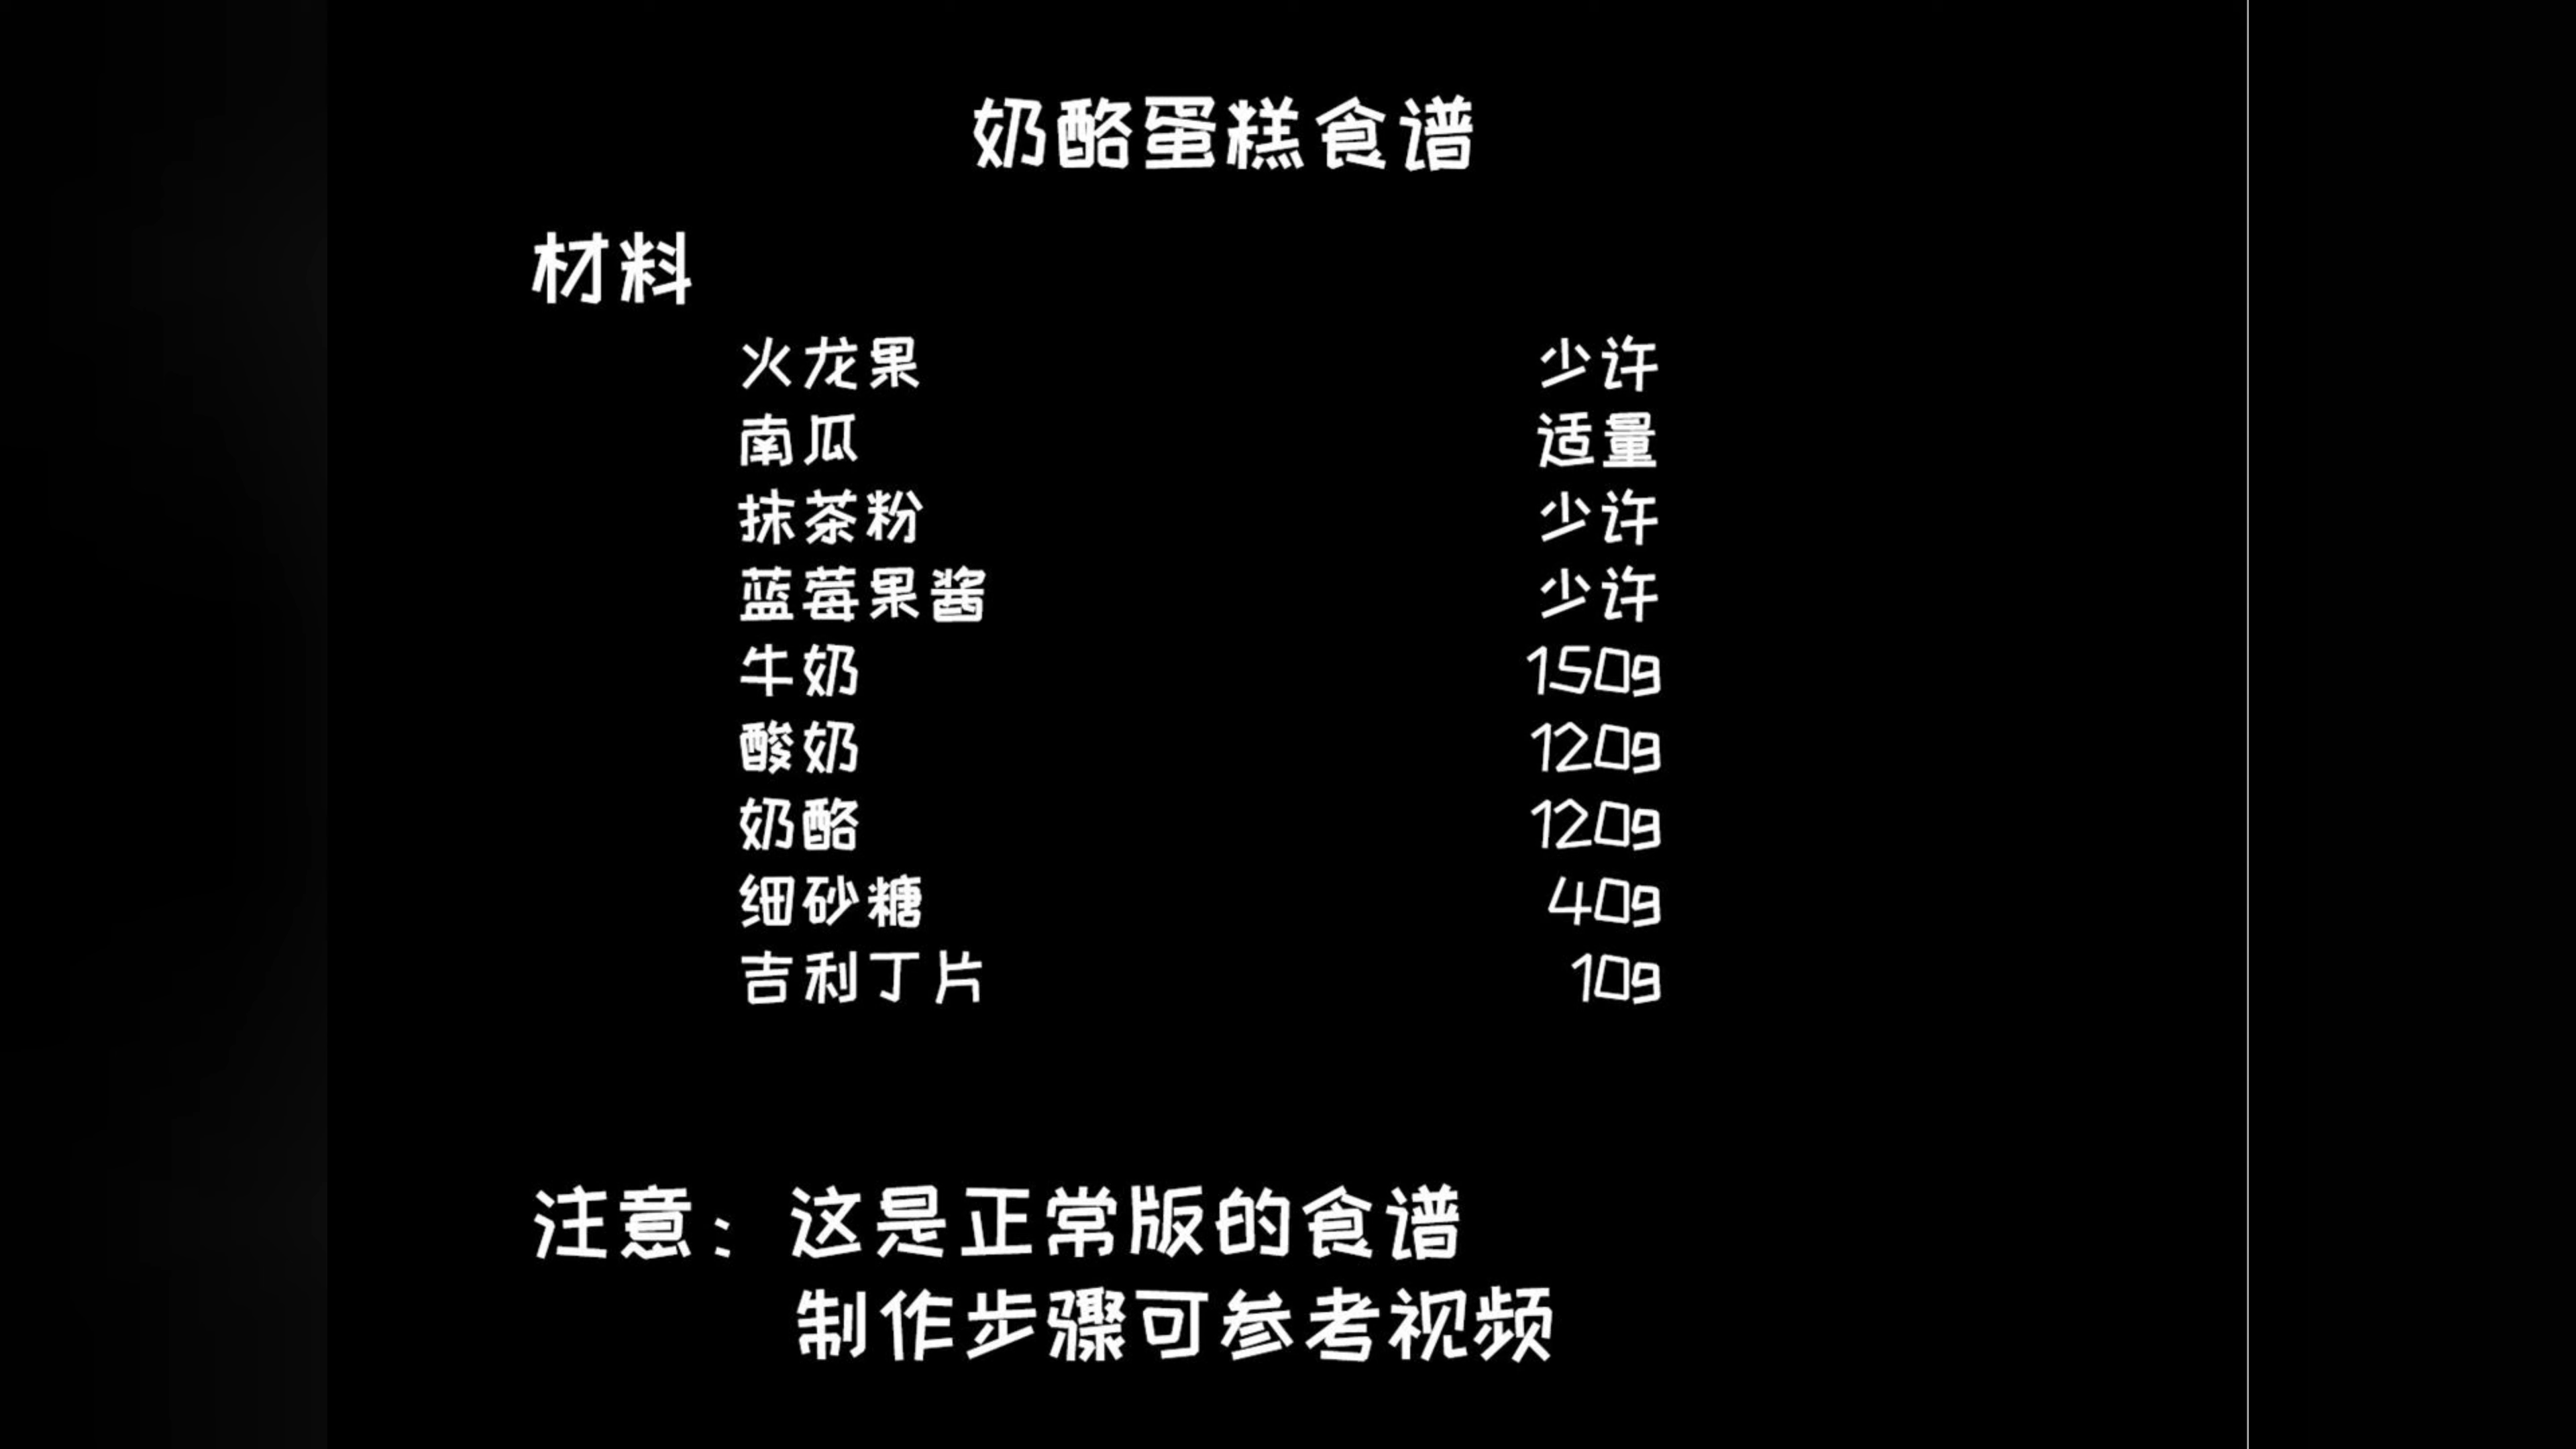 奶酪蛋糕食谱
材料
火龙果 少许
南瓜 适量
抹茶粉 少许
蓝莓果酱 少许
牛奶 150g
酸奶 120g
奶酪 120g
细砂糖 40g
吉利丁片 10g
注意：这是正常版的食谱
制作步骤可参考视频